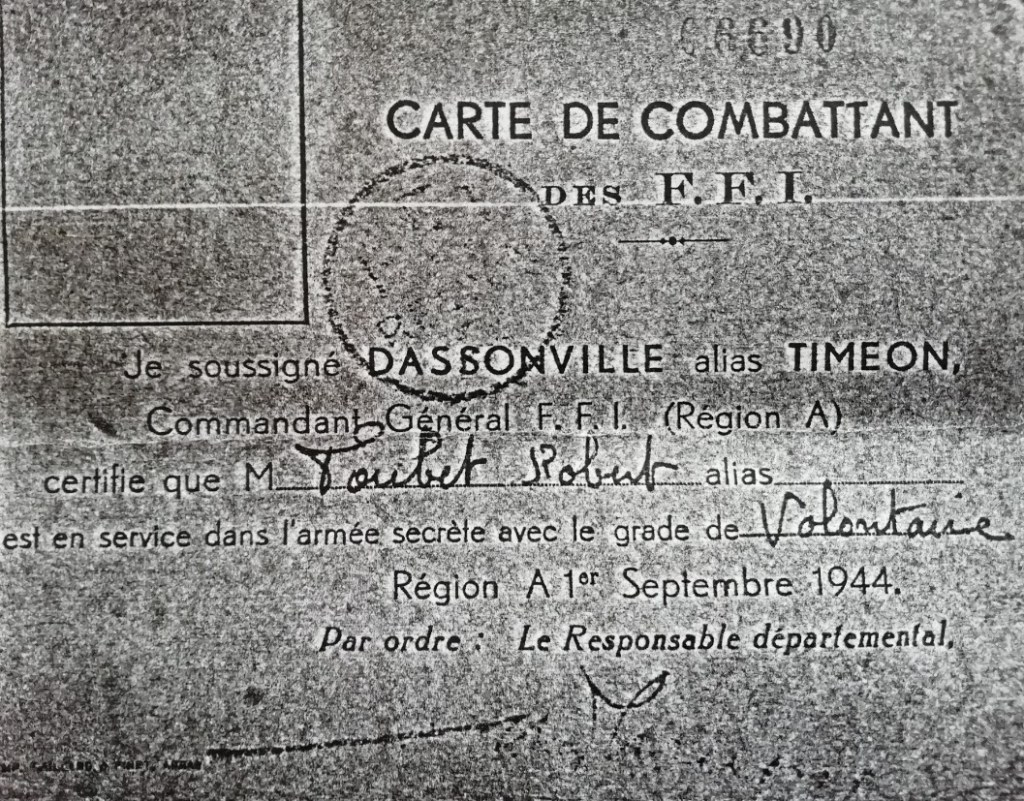 6690
CARTE DE COMBATTANT
DES F. F. I.
Je soussigné DASSONVILLE alias TIMEON,
Commandant Général F. F. I. (Région A)
certifie que M. Toubet Robert alias
est en service dans l'armée secrète avec le grade de Volontaire
Région A 1er Septembre 1944.
Par ordre : Le Responsable départemental,